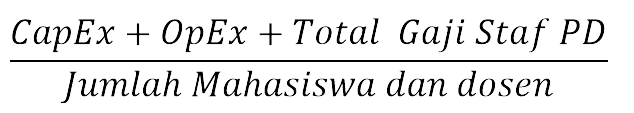 CapEx + OpEx + Total Gaji Staf PD
Jumlah Mahasiswa dan dosen